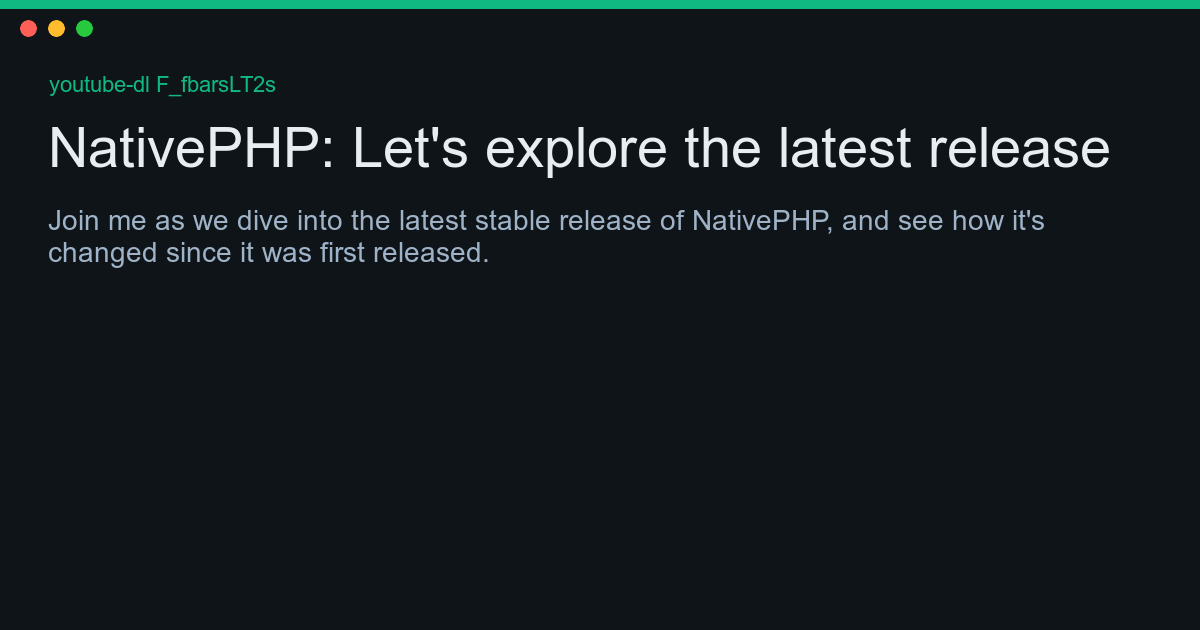 youtube-dl F_fbarsLT2s
NativePHP: Let's explore the latest release
Join me as we dive into the latest stable release of NativePHP, and see how it's
changed since it was first released.